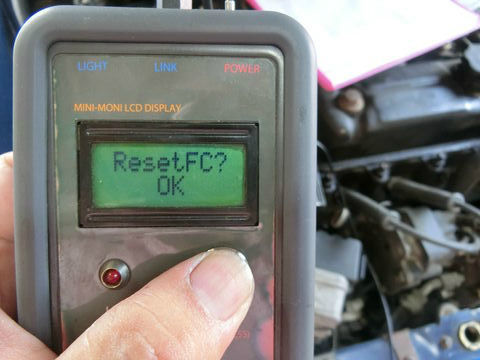 LIGHT LINK POWER
MINI-MONI LCD DISPLAY
ResetFC?
OK